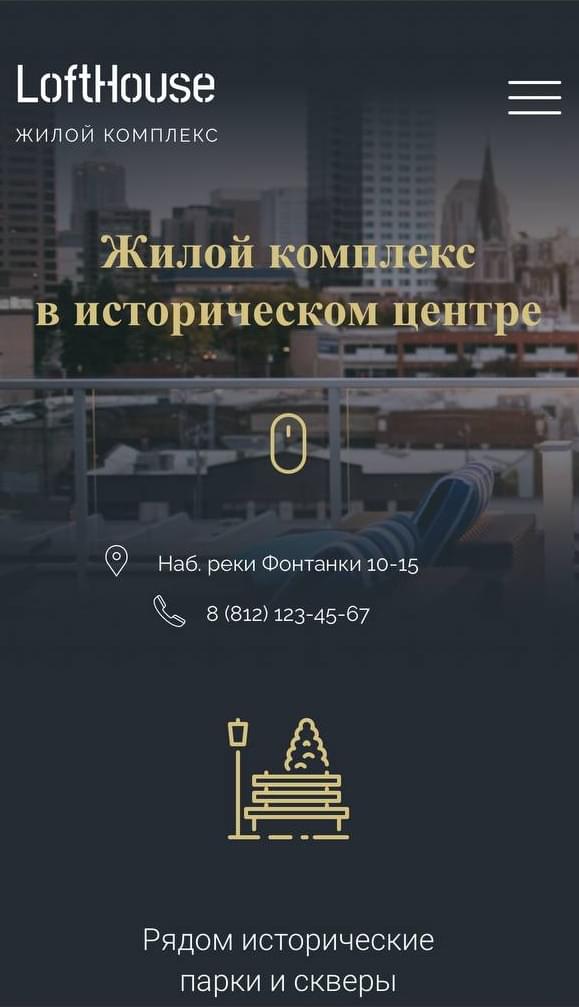 LoftHouse
ЖИЛОЙ КОМПЛЕКС
Жилой комплекс
в историческом центре
Наб. реки Фонтанки 10-15
8 (812) 123-45-67
Рядом исторические
парки и скверы